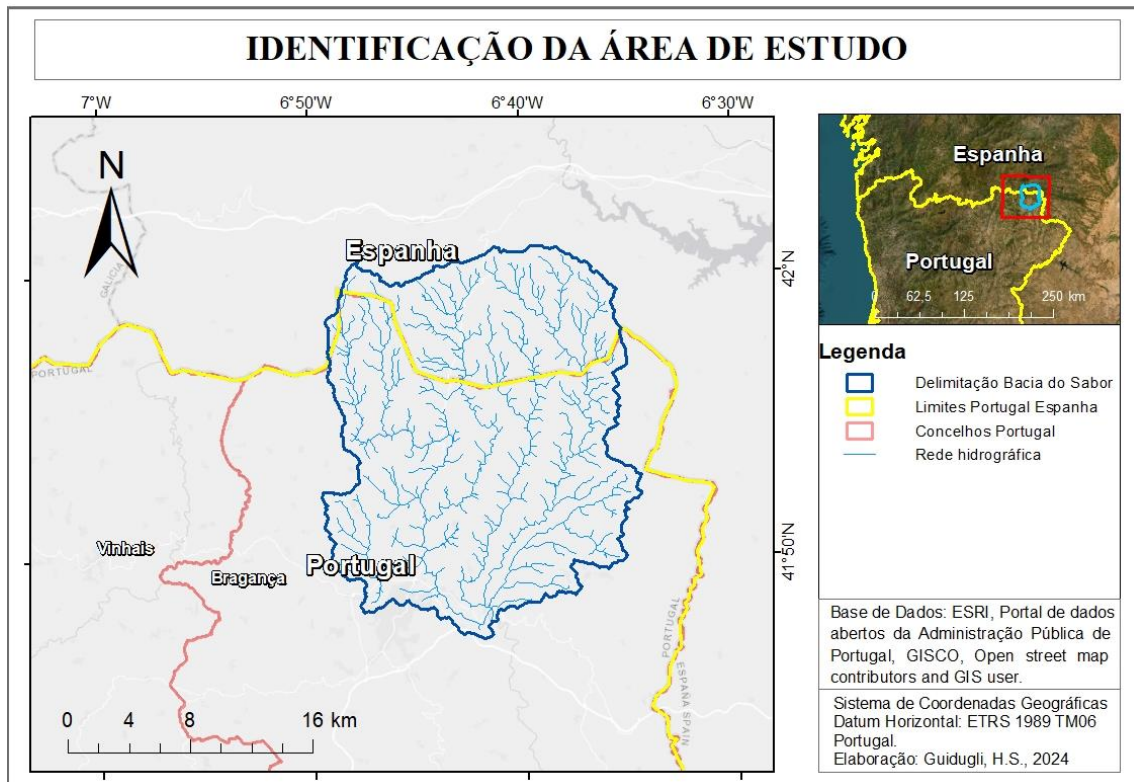 IDENTIFICAÇÃO DA ÁREA DE ESTUDO
7°W 6°50'W 6°40'W 6°30'W
N
GALICIA
Espanha
42°N
PORTUGAL
Vinhais
Bragança
Portugal
41°50'N
PORTUGAL
ESPAÑA SPAIN
0 4 8 16 km
Espanha
Portugal
0 62.5 125 250 km
Legenda
Delimitação Bacia do Sabor
Limites Portugal Espanha
Concelhos Portugal
Rede hidrográfica
Base de Dados: ESRI, Portal de dados
abertos da Administração Pública de
Portugal, GISCO, Open street map
contributors and GIS user.
Sistema de Coordenadas Geográficas
Datum Horizontal: ETRS 1989 TM06
Portugal.
Elaboração: Guidugli, H.S., 2024